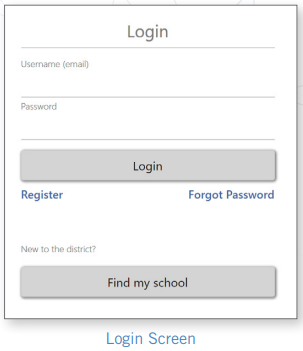 Login
Username (email)
Password
Login
Register Forgot Password
New to the district?
Find my school
Login Screen